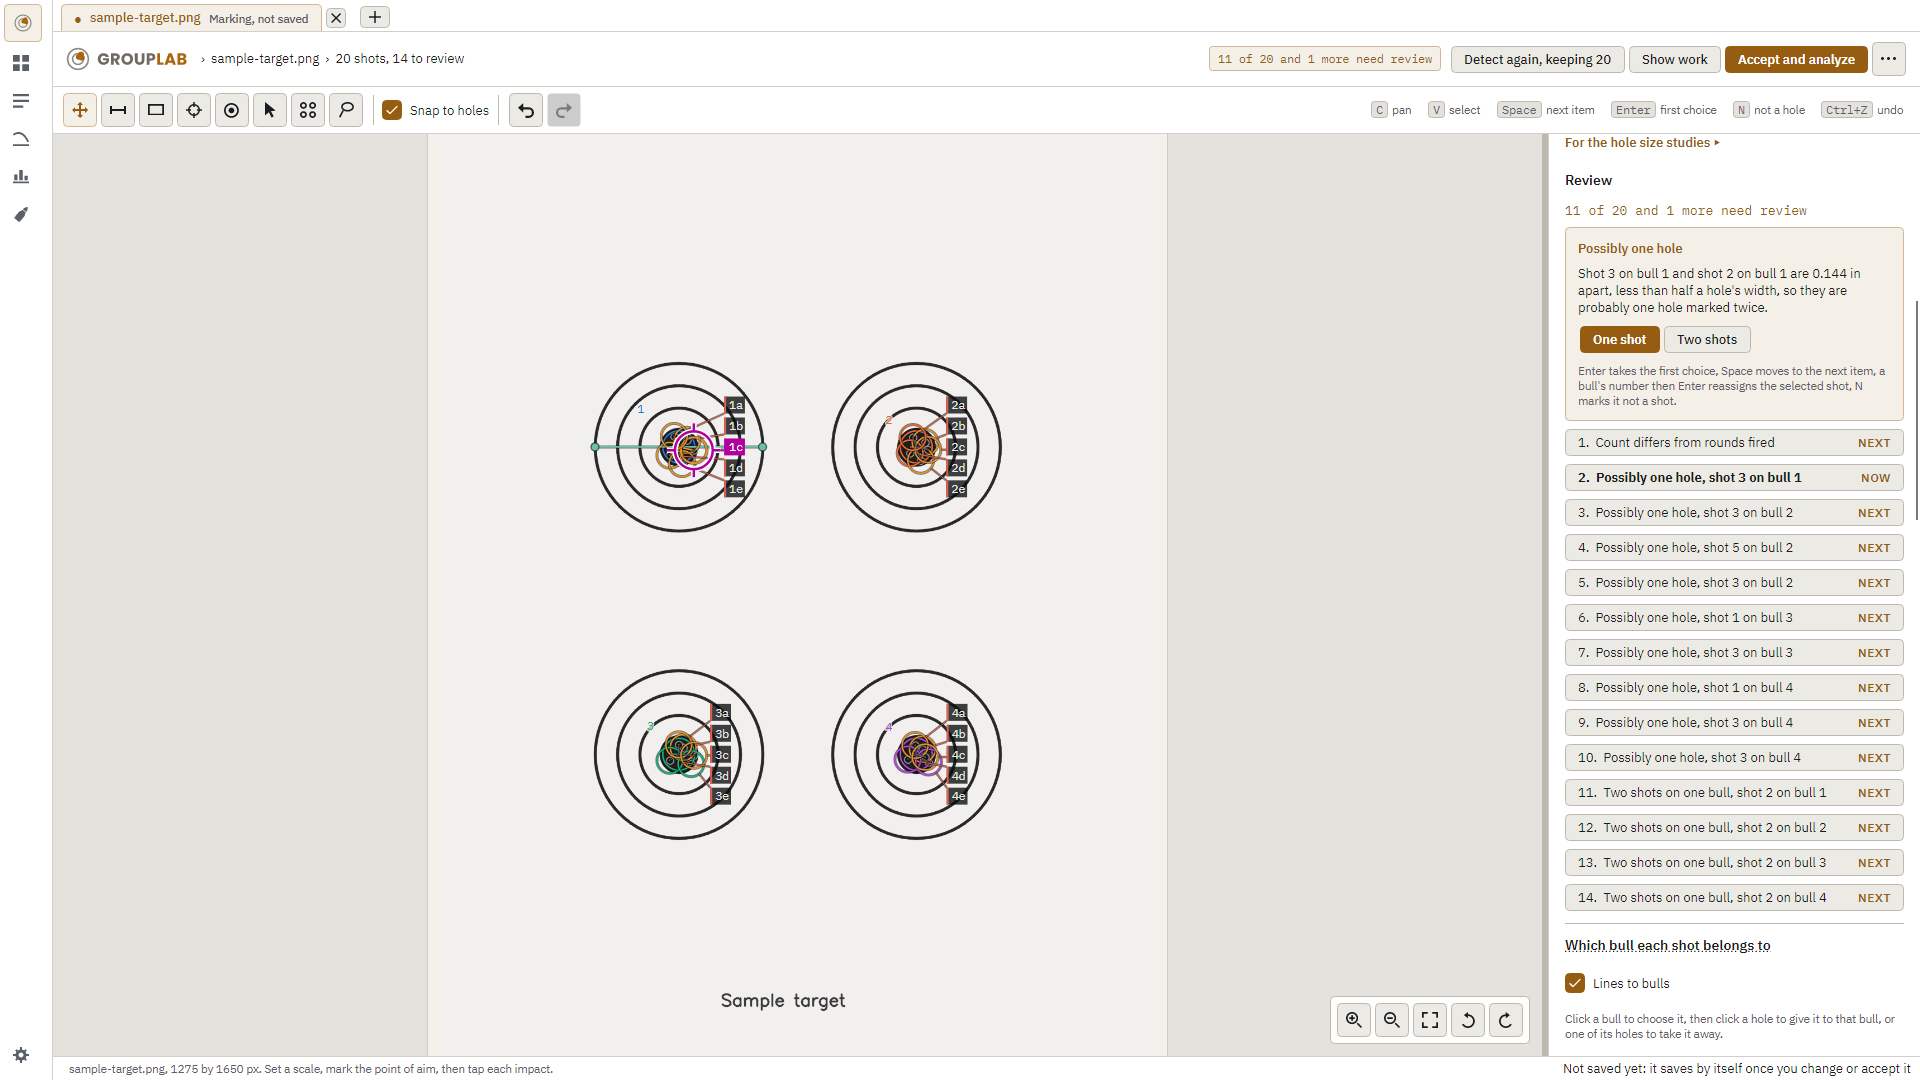 sample-target.png Marking, not saved
GROUPLAB › sample-target.png › 20 shots, 14 to review
11 of 20 and 1 more need review
Detect again, keeping 20
Show work
Accept and analyze
Snap to holes
C pan V select Space next item Enter first choice N not a hole Ctrl+Z undo
For the hole size studies ▸
Review
11 of 20 and 1 more need review
Possibly one hole
Shot 3 on bull 1 and shot 2 on bull 1 are 0.144 in
apart, less than half a hole's width, so they are
probably one hole marked twice.
One shot Two shots
Enter takes the first choice, Space moves to the next item, a
bull's number then Enter reassigns the selected shot, N
marks it not a shot.
1. Count differs from rounds fired NEXT
2. Possibly one hole, shot 3 on bull 1 NOW
3. Possibly one hole, shot 3 on bull 2 NEXT
4. Possibly one hole, shot 5 on bull 2 NEXT
5. Possibly one hole, shot 3 on bull 2 NEXT
6. Possibly one hole, shot 1 on bull 3 NEXT
7. Possibly one hole, shot 3 on bull 3 NEXT
8. Possibly one hole, shot 1 on bull 4 NEXT
9. Possibly one hole, shot 3 on bull 4 NEXT
10. Possibly one hole, shot 3 on bull 4 NEXT
11. Two shots on one bull, shot 2 on bull 1 NEXT
12. Two shots on one bull, shot 2 on bull 2 NEXT
13. Two shots on one bull, shot 2 on bull 3 NEXT
14. Two shots on one bull, shot 2 on bull 4 NEXT
Which bull each shot belongs to
Lines to bulls
Click a bull to choose it, then click a hole to give it to that bull, or
one of its holes to take it away.
1
1a
1b
1c
1d
1e
2
2a
2b
2c
2d
2e
3
3a
3b
3c
3d
3e
4
4a
4b
4c
4d
4e
Sample target
sample-target.png, 1275 by 1650 px. Set a scale, mark the point of aim, then tap each impact.
Not saved yet: it saves by itself once you change or accept it